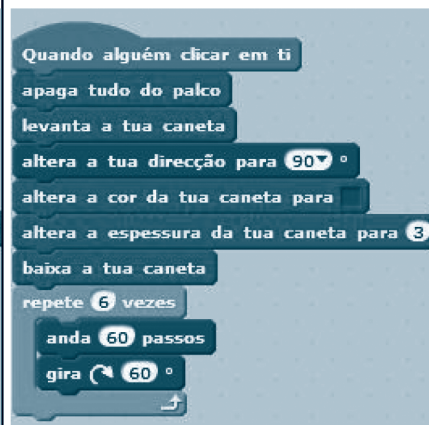 Quando alguém clicar em ti
apaga tudo do palco
levanta a tua caneta
altera a tua direcção para 90 °
altera a cor da tua caneta para
altera a espessura da tua caneta para 3
baixa a tua caneta
repete 6 vezes
anda 60 passos
gira 60 °